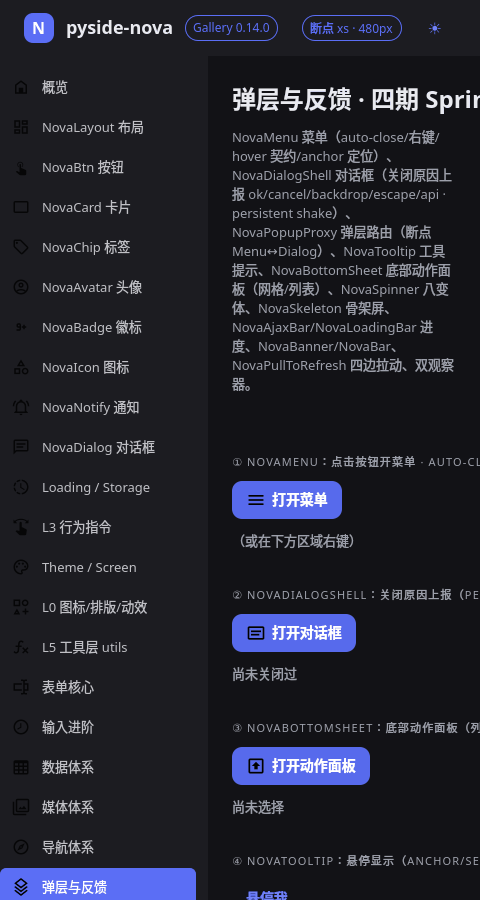 N pyside-nova Gallery 0.14.0 断点 xs · 480px
概览
NovaLayout 布局
NovaBtn 按钮
NovaCard 卡片
NovaChip 标签
NovaAvatar 头像
9+ NovaBadge 徽标
NovaIcon 图标
NovaNotify 通知
NovaDialog 对话框
Loading / Storage
L3 行为指令
Theme / Screen
L0 图标/排版/动效
L5 工具层 utils
表单核心
输入进阶
数据体系
媒体体系
导航体系
弹层与反馈
弹层与反馈 · 四期 Sprin
NovaMenu 菜单（auto-close/右键/
hover 契约/anchor 定位）、
NovaDialogShell 对话框（关闭原因上
报 ok/cancel/backdrop/escape/api ·
persistent shake）、
NovaPopupProxy 弹层路由（断点
Menu↔Dialog）、NovaTooltip 工具
提示、NovaBottomSheet 底部动作面
板（网格/列表）、NovaSpinner 八变
体、NovaSkeleton 骨架屏、
NovaAjaxBar/NovaLoadingBar 进
度、NovaBanner/NovaBar、
NovaPullToRefresh 四边拉动、双观察
器。
① NOVAMENU：点击按钮开菜单 · AUTO-CL
打开菜单
（或在下方区域右键）
② NOVADIALOGSHELL：关闭原因上报（PE
打开对话框
尚未关闭过
③ NOVABOTTOMSHEET：底部动作面板（列
打开动作面板
尚未选择
④ NOVATOOLTIP：悬停显示（ANCHOR/SE
悬停我